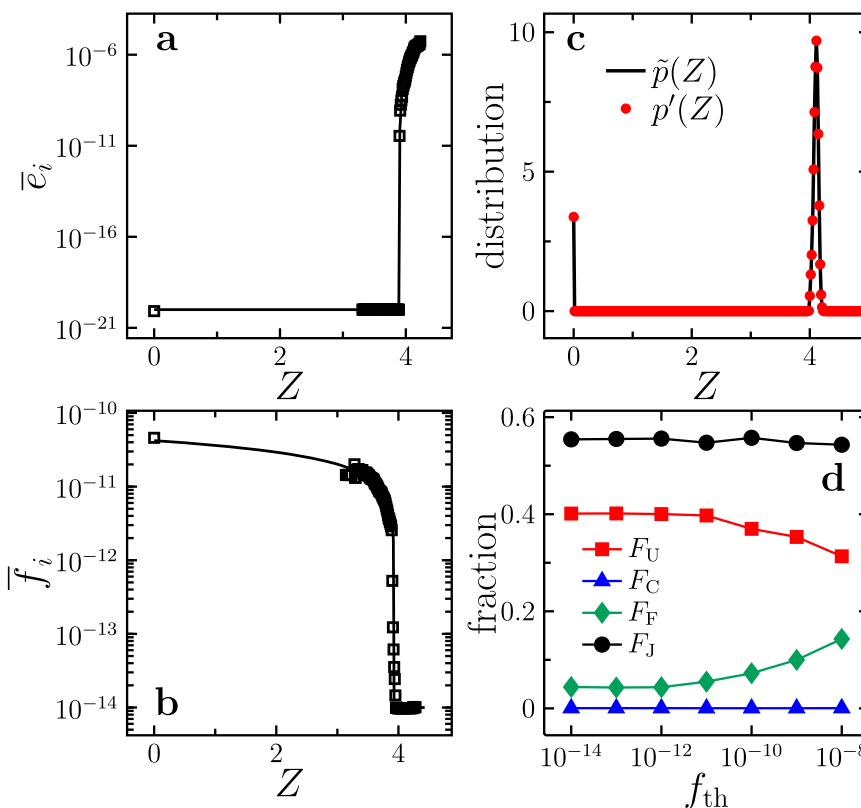 a
10⁻⁶
10⁻¹¹
10⁻¹⁶
10⁻²¹
e̅ᵢ
0 2 4
Z
c
p̃(Z)
p′(Z)
10
5
0
distribution
0 2 4
Z
b
10⁻¹⁰
10⁻¹¹
10⁻¹²
10⁻¹³
10⁻¹⁴
f̅ᵢ
0 2 4
Z
d
0.6
0.4
0.2
0
fraction
F_U
F_C
F_F
F_J
10⁻¹⁴ 10⁻¹² 10⁻¹⁰ 10⁻⁸
f_th